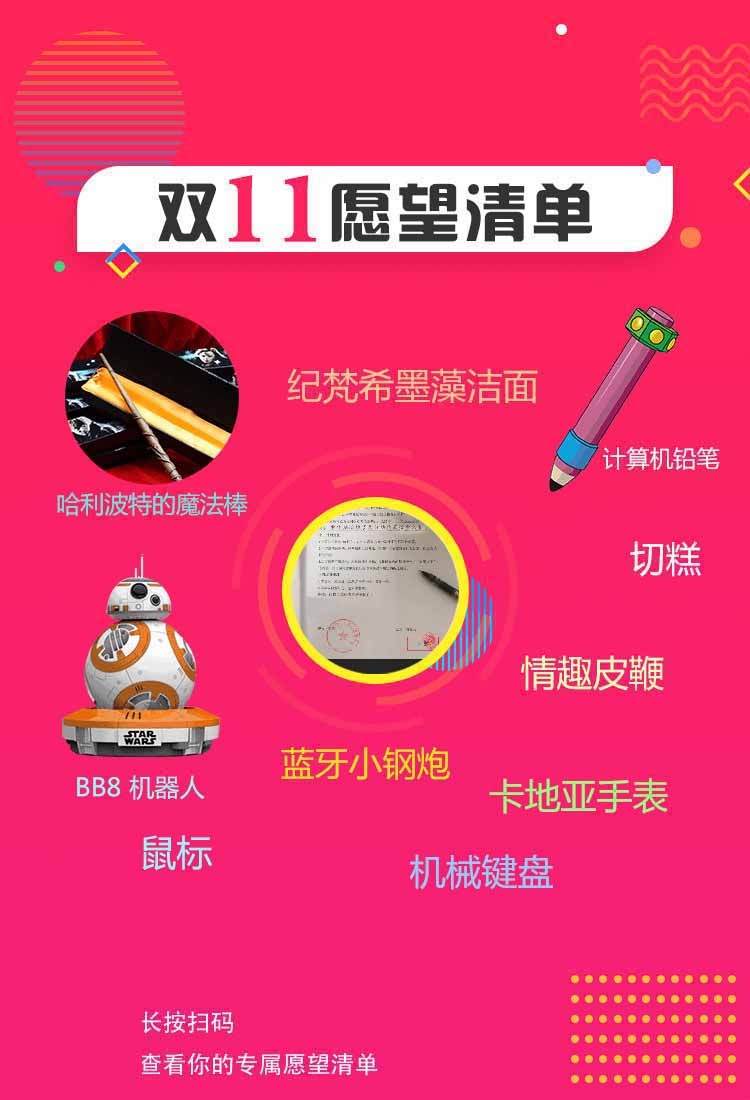 双11愿望清单
纪梵希墨藻洁面
计算机铅笔
哈利波特的魔法棒
切糕
情趣皮鞭
STAR
WARS
蓝牙小钢炮
BB8 机器人
卡地亚手表
鼠标
机械键盘
长按扫码
查看你的专属愿望清单